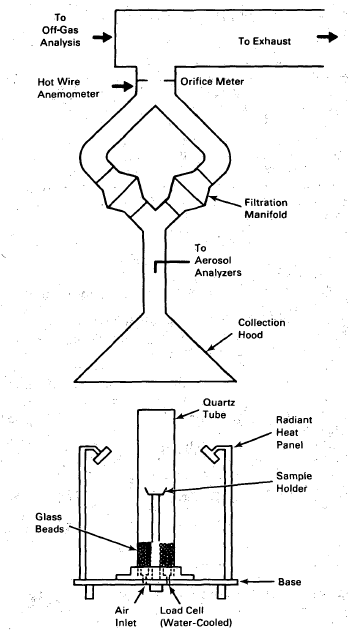 To
Off-Gas
Analysis
To Exhaust
Hot Wire
Anemometer
Orifice Meter
Filtration
Manifold
To
Aerosol
Analyzers
Collection
Hood
Quartz
Tube
Radiant
Heat
Panel
Sample
Holder
Glass
Beads
Base
Air
Inlet
Load Cell
(Water-Cooled)